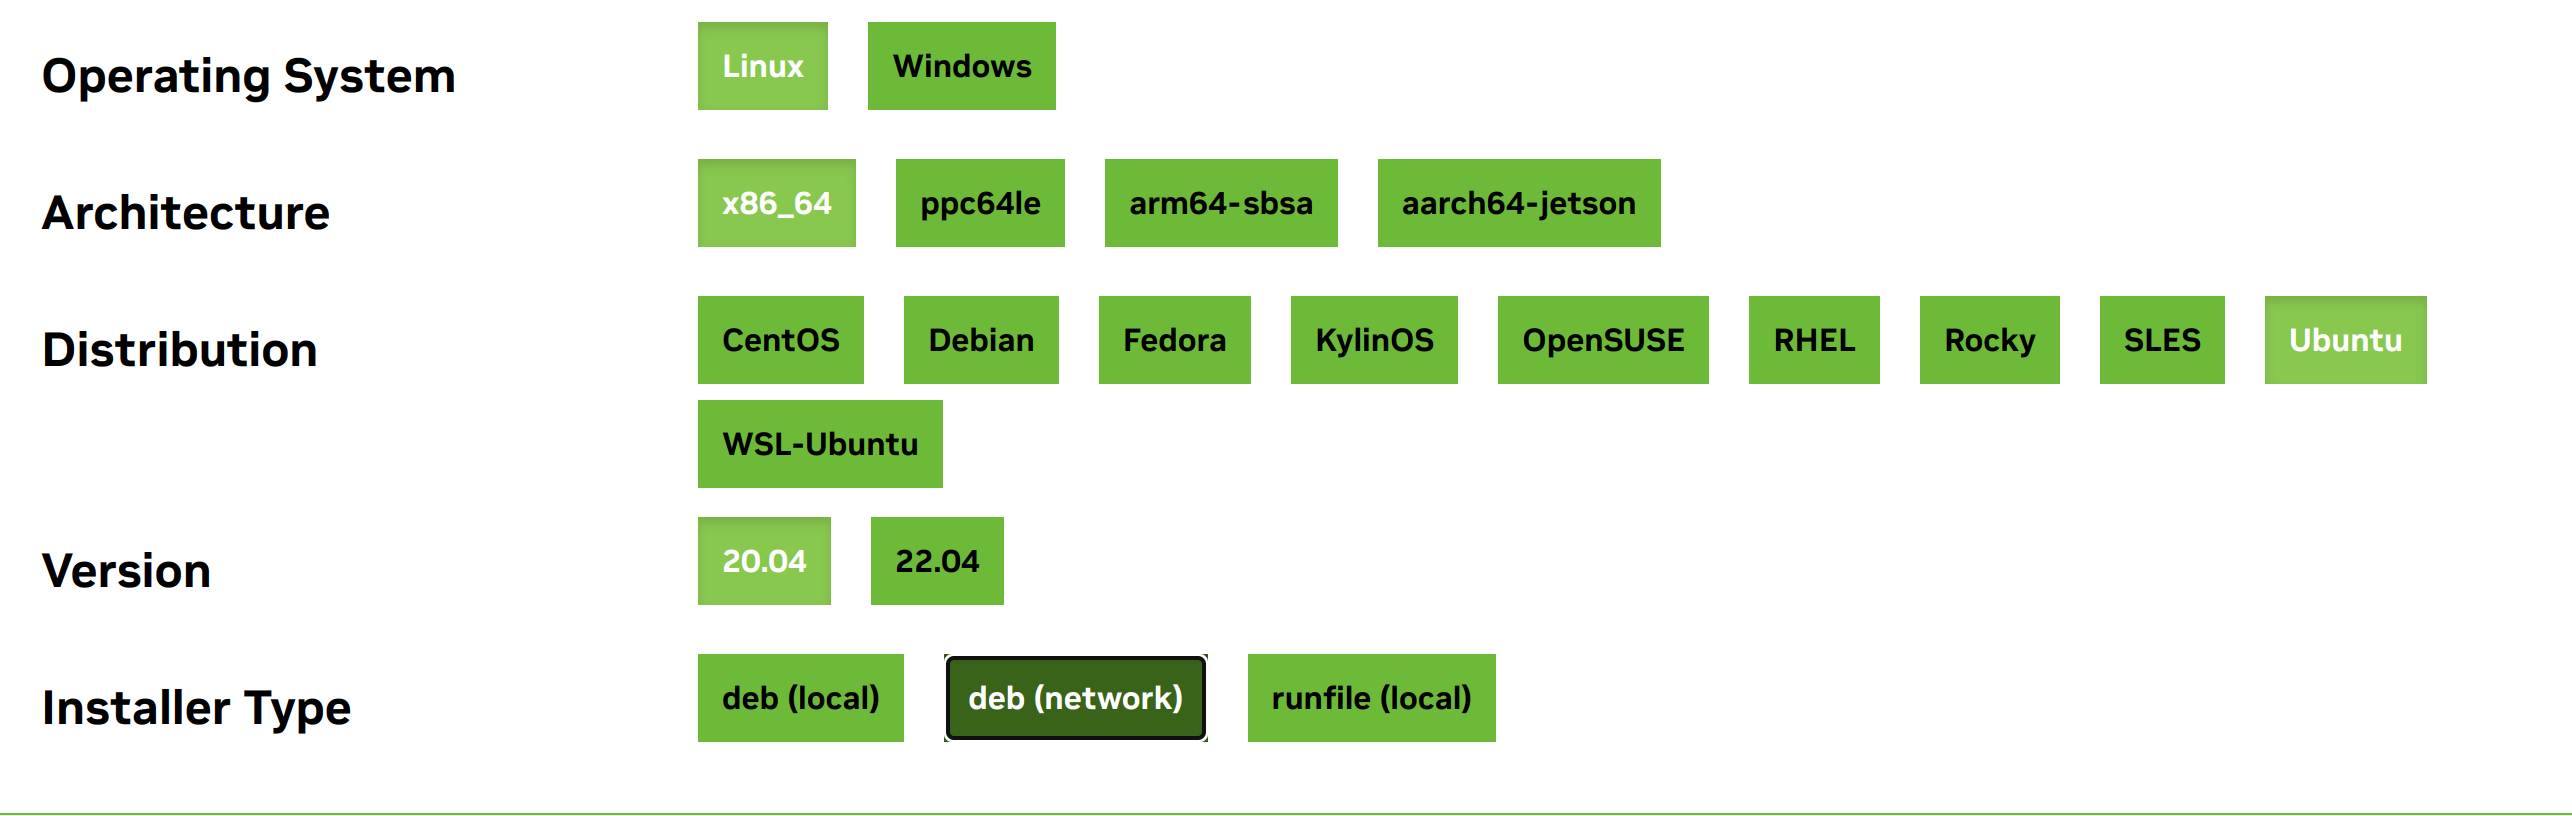 Operating System Linux Windows
Architecture x86_64 ppc64le arm64-sbsa aarch64-jetson
Distribution CentOS Debian Fedora KylinOS OpenSUSE RHEL Rocky SLES Ubuntu
WSL-Ubuntu
Version 20.04 22.04
Installer Type deb (local) deb (network) runfile (local)